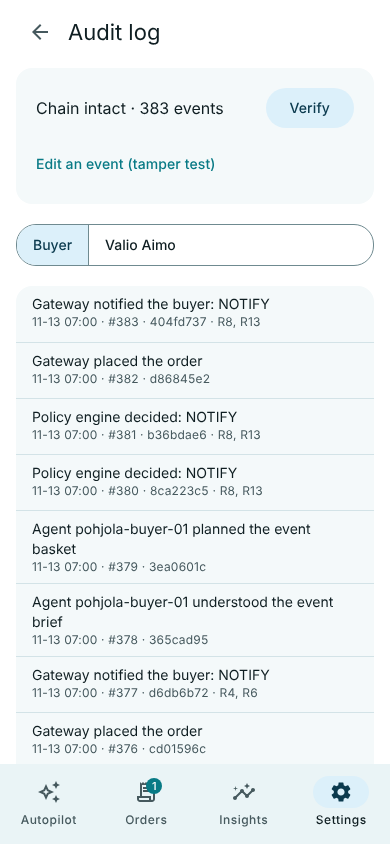 Audit log
Chain intact · 383 events
Verify
Edit an event (tamper test)
Buyer
Valio Aimo
Gateway notified the buyer: NOTIFY
11-13 07:00 · #383 · 404fd737 · R8, R13
Gateway placed the order
11-13 07:00 · #382 · d86845e2
Policy engine decided: NOTIFY
11-13 07:00 · #381 · b36bdae6 · R8, R13
Policy engine decided: NOTIFY
11-13 07:00 · #380 · 8ca223c5 · R8, R13
Agent pohjola-buyer-01 planned the event
basket
11-13 07:00 · #379 · 3ea0601c
Agent pohjola-buyer-01 understood the event
brief
11-13 07:00 · #378 · 365cad95
Gateway notified the buyer: NOTIFY
11-13 07:00 · #377 · d6db6b72 · R4, R6
Gateway placed the order
11-13 07:00 · #376 · cd01596c
1
Autopilot
Orders
Insights
Settings